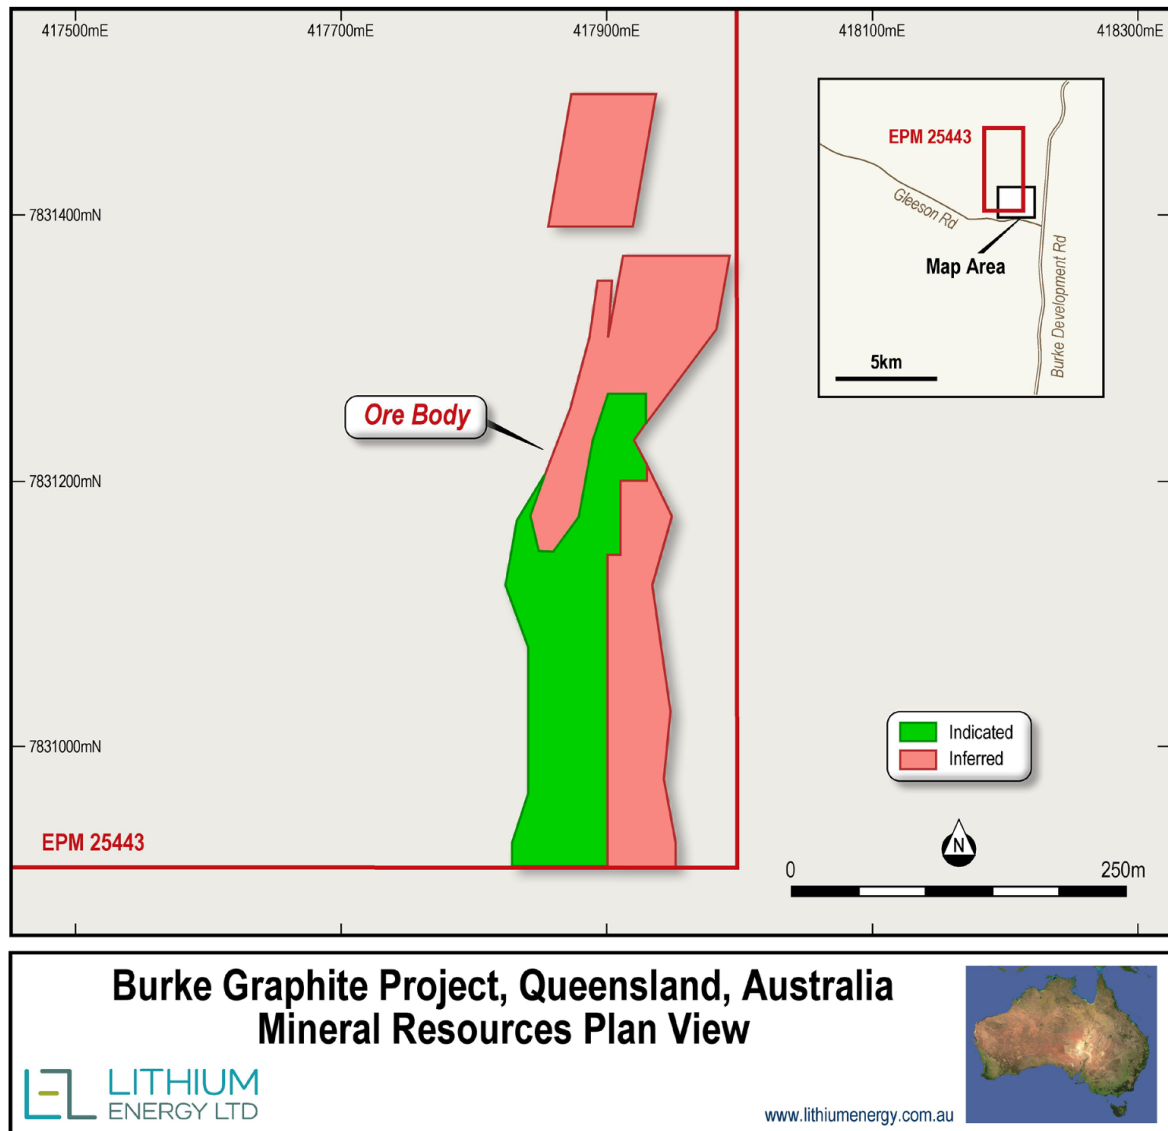 417500mE 417700mE 417900mE 418100mE 418300mE
EPM 25443
Gleeson Rd
Map Area
Burke Development Rd
5km
7831400mN
Ore Body
7831200mN
7831000mN
Indicated
Inferred
EPM 25443
N
0 250m
Burke Graphite Project, Queensland, Australia
Mineral Resources Plan View
LEL LITHIUM
ENERGY LTD
www.lithiumenergy.com.au